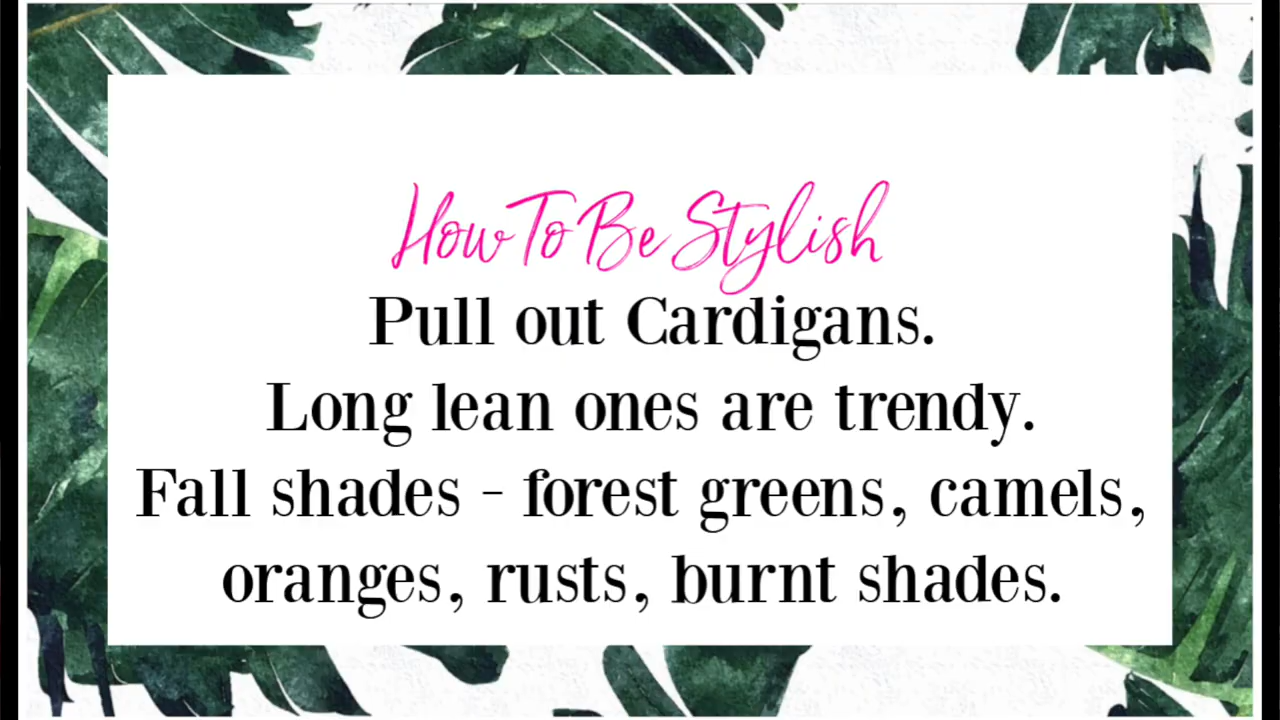 How To Be Stylish
Pull out Cardigans.
Long lean ones are trendy.
Fall shades - forest greens, camels,
oranges, rusts, burnt shades.